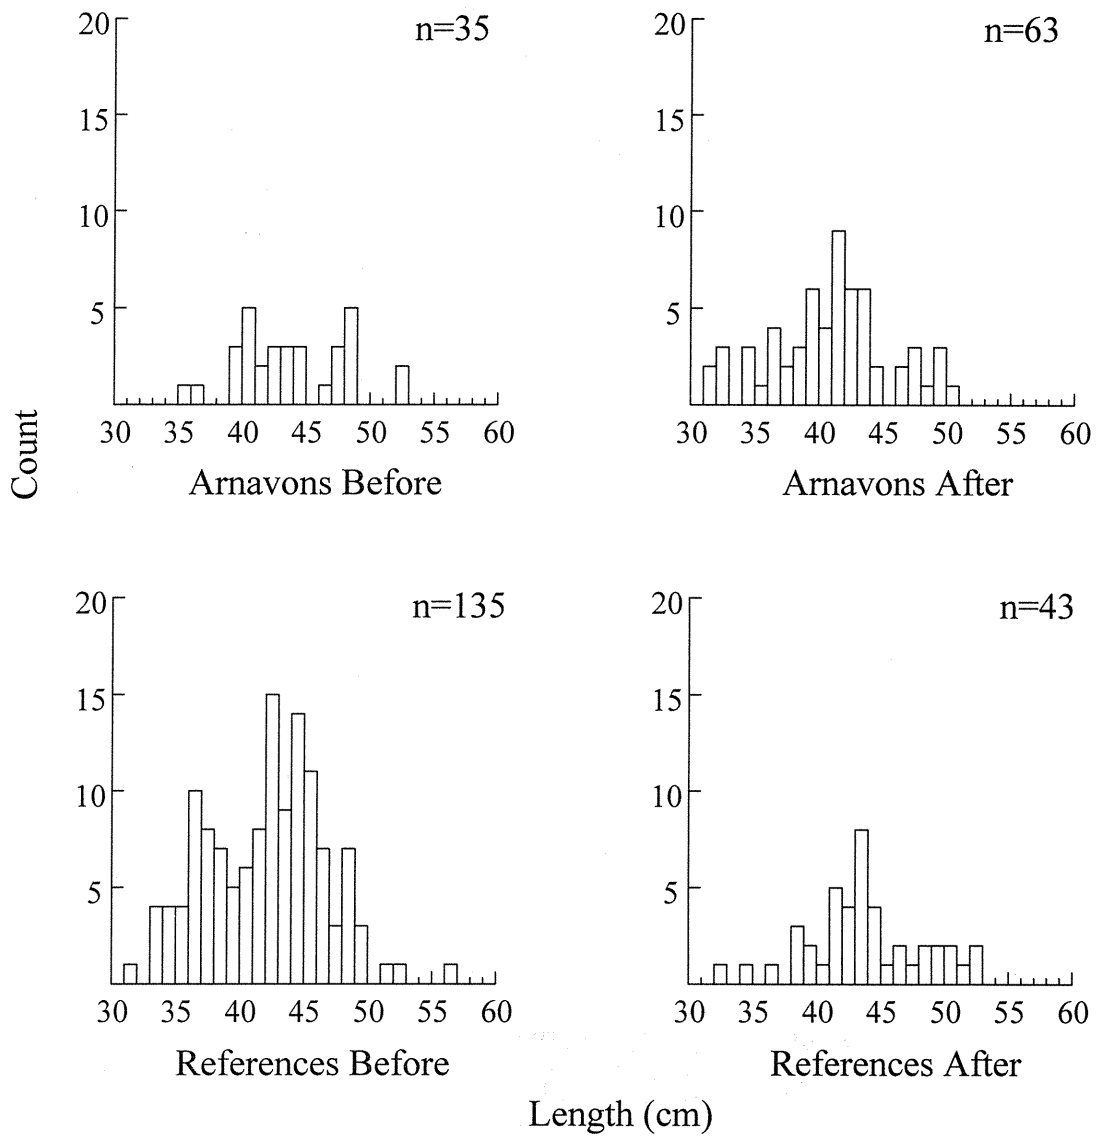 n=35
20
15
10
5
30 35 40 45 50 55 60
Arnavons Before
n=63
20
15
10
5
30 35 40 45 50 55 60
Arnavons After
Count
n=135
20
15
10
5
30 35 40 45 50 55 60
References Before
n=43
20
15
10
5
30 35 40 45 50 55 60
References After
Length (cm)